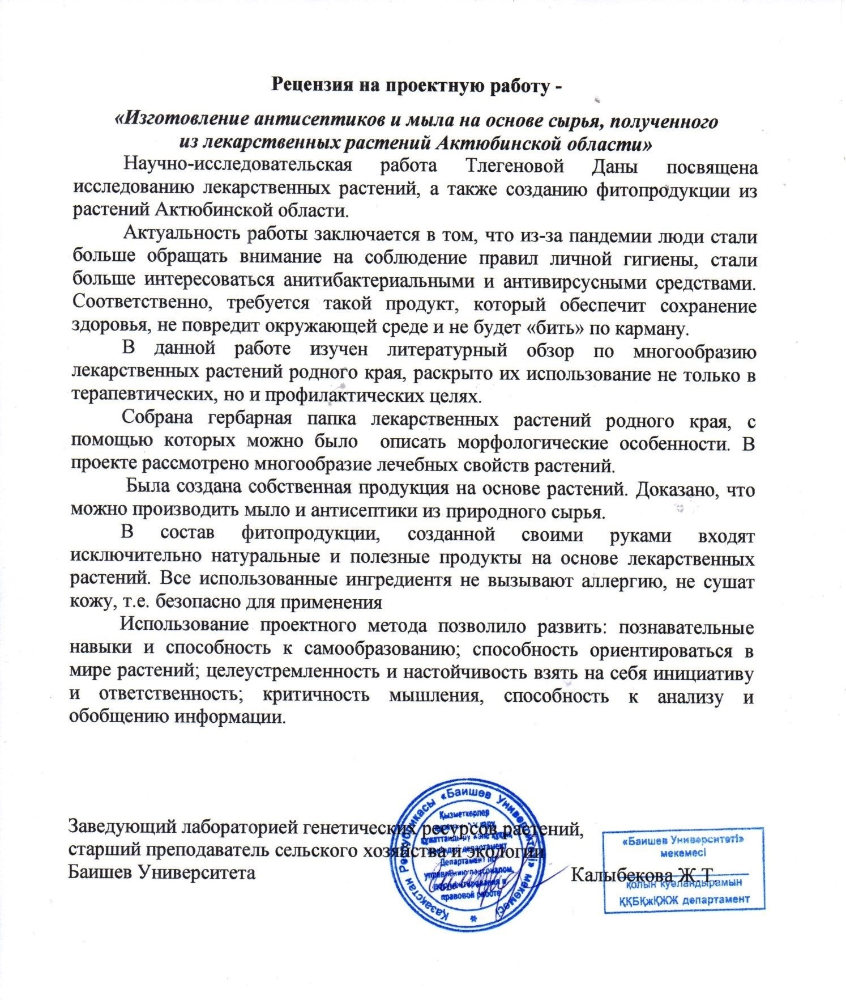 Рецензия на проектную работу -
«Изготовление антисептиков и мыла на основе сырья, полученного
из лекарственных растений Актюбинской области»
Научно-исследовательская работа Тлегеновой Даны посвящена
исследованию лекарственных растений, а также созданию фитопродукции из
растений Актюбинской области.
Актуальность работы заключается в том, что из-за пандемии люди стали
больше обращать внимание на соблюдение правил личной гигиены, стали
больше интересоваться анитибактериальными и антивирсусными средствами.
Соответственно, требуется такой продукт, который обеспечит сохранение
здоровья, не повредит окружающей среде и не будет «бить» по карману.
В данной работе изучен литературный обзор по многообразию
лекарственных растений родного края, раскрыто их использование не только в
терапевтических, но и профилактических целях.
Собрана гербарная папка лекарственных растений родного края, с
помощью которых можно было описать морфологические особенности. В
проекте рассмотрено многообразие лечебных свойств растений.
Была создана собственная продукция на основе растений. Доказано, что
можно производить мыло и антисептики из природного сырья.
В состав фитопродукции, созданной своими руками входят
исключительно натуральные и полезные продукты на основе лекарственных
растений. Все использованные ингредиентя не вызывают аллергию, не сушат
кожу, т.е. безопасно для применения
Использование проектного метода позволило развить: познавательные
навыки и способность к самообразованию; способность ориентироваться в
мире растений; целеустремленность и настойчивость взять на себя инициативу
и ответственность; критичность мышления, способность к анализу и
обобщению информации.
Заведующий лабораторией генетических ресурсов растений,
старший преподаватель сельского хозяйства и экологии
Баишев Университета
Калыбекова Ж.Т.
Қазақстан Республикасы «Баишев Университеті» мекемесі
Қызметкерлер
құжаттандыру және құқық
департамент
Департамент по
управлению персоналом,
документирования и
правовой работе
«Баишев Университеті»
мекемесі
қолын куәландырамын
ҚҚБҚжҚЖЖ департамент